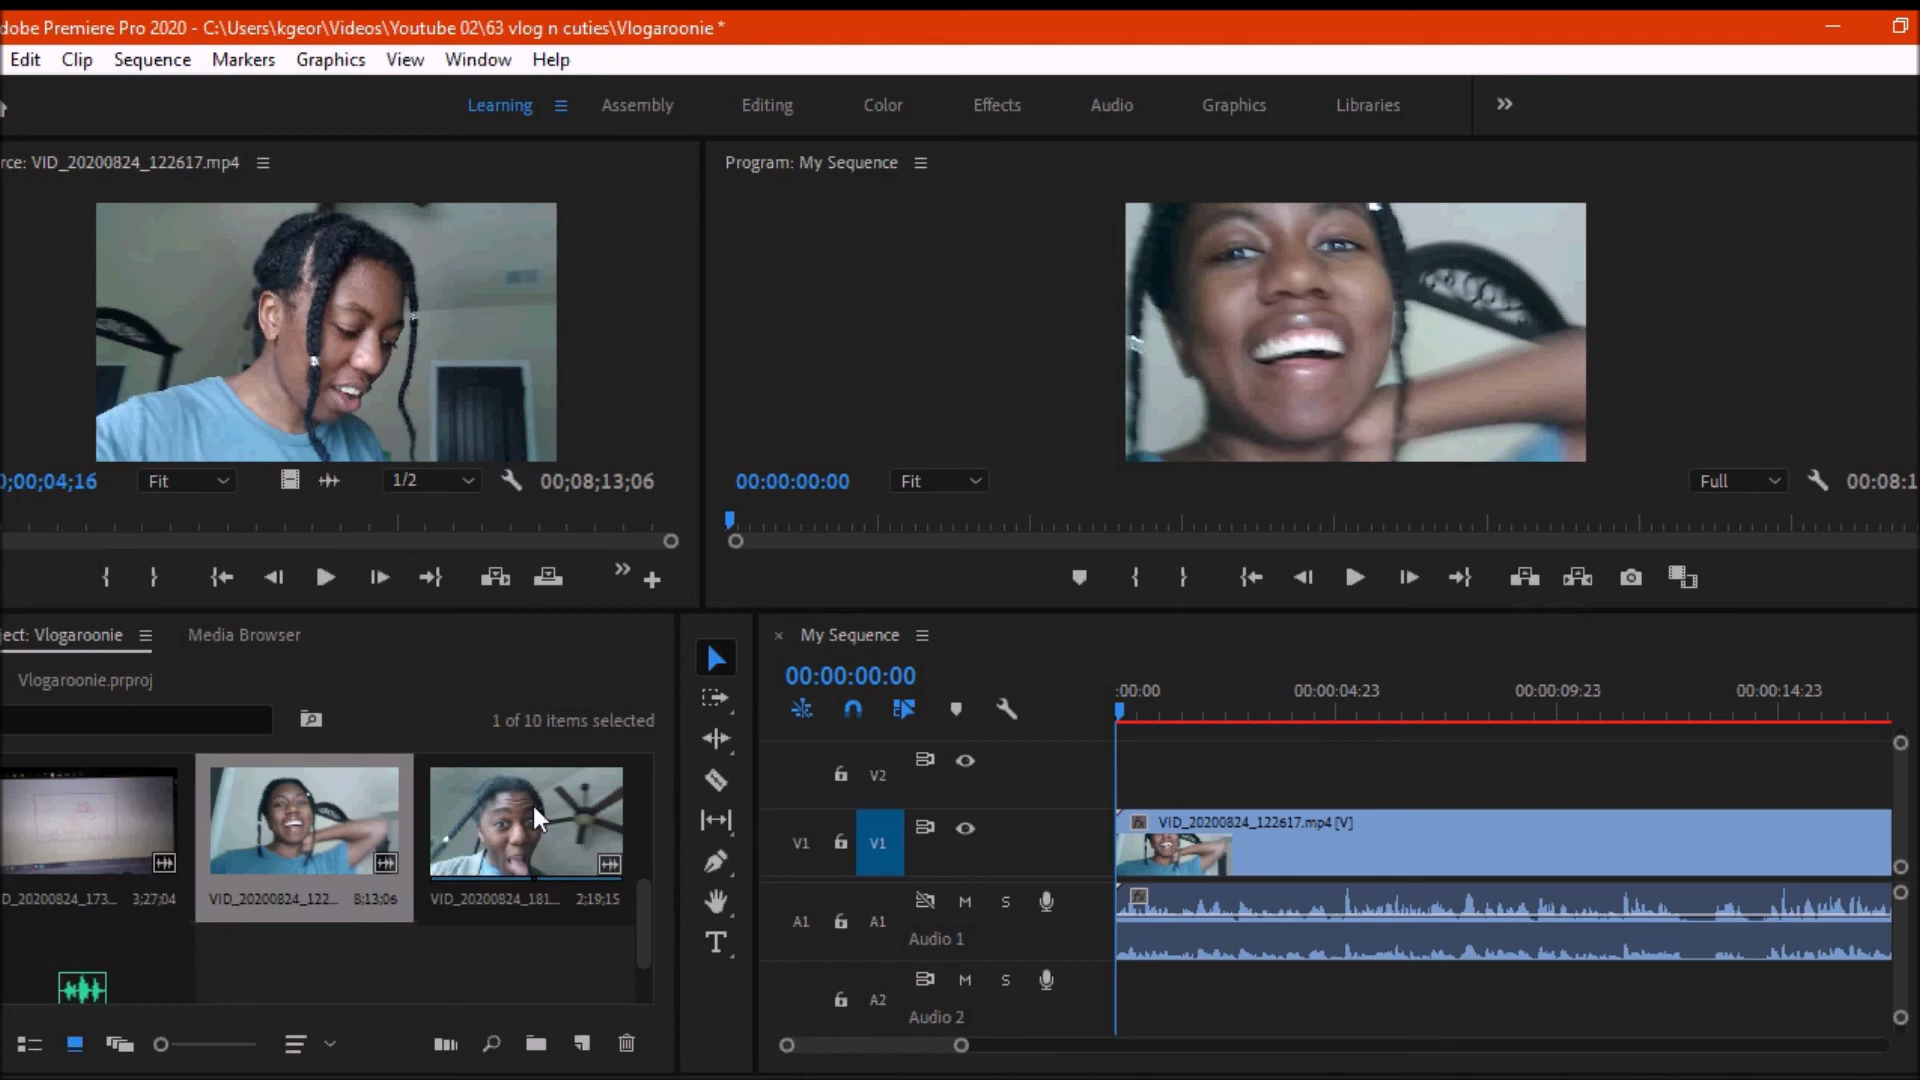 dobe Premiere Pro 2020 - C:\Users\kgeor\Videos\Youtube 02\63 vlog n cuties\Vlogaroonie *
Edit Clip Sequence Markers Graphics View Window Help
Learning Assembly Editing Color Effects Audio Graphics Libraries
rce: VID_20200824_122617.mp4
Program: My Sequence
0;00;04;16 Fit 1/2 00;08;13;06
00:00:00:00 Fit Full 00:08:1
ject: Vlogaroonie Media Browser
Vlogaroonie.prproj
1 of 10 items selected
D_20200824_173... 3;27;04
VID_20200824_122... 8;13;06
VID_20200824_181... 2;19;15
My Sequence
00:00:00:00
:00:00 00:00:04:23 00:00:09:23 00:00:14:23
V2
V1 V1
VID_20200824_122617.mp4 [V]
A1 A1 M S
Audio 1
A2 M S
Audio 2